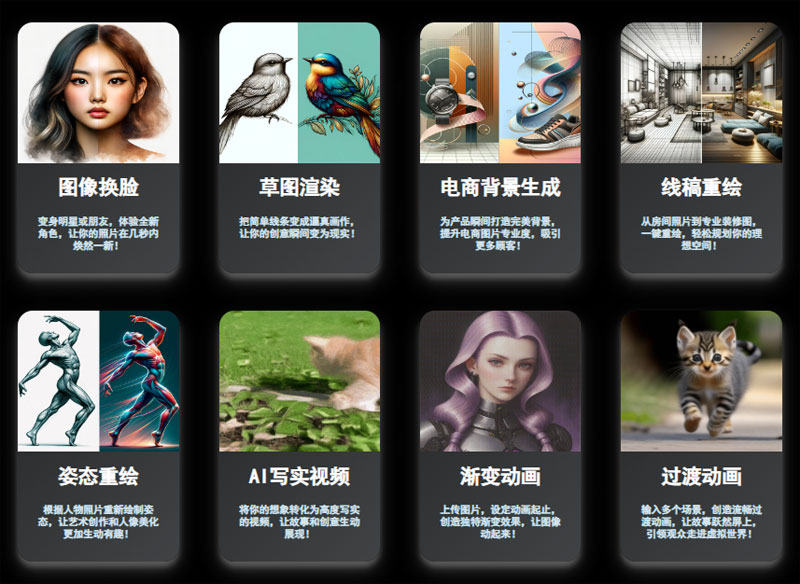 图像换脸
变身明星或朋友，体验全新
角色，让你的照片在几秒内
焕然一新！
草图渲染
把简单线条变成逼真画作，
让你的创意瞬间变为现实！
电商背景生成
为产品瞬间打造完美背景，
提升电商图片专业度，吸引
更多顾客！
线稿重绘
从房间照片到专业装修图，
一键重绘，轻松规划你的理
想空间！
姿态重绘
根据人物照片重新绘制姿
态，让艺术创作和人像美化
更加生动有趣！
AI写实视频
将你的想象转化为高度写实
的视频，让故事和创意生动
展现！
渐变动画
上传图片，设定动画起止，
创造独特渐变效果，让图像
动起来！
过渡动画
输入多个场景，创造流畅过
渡动画，让故事跃然屏上，
引领观众走进虚拟世界！